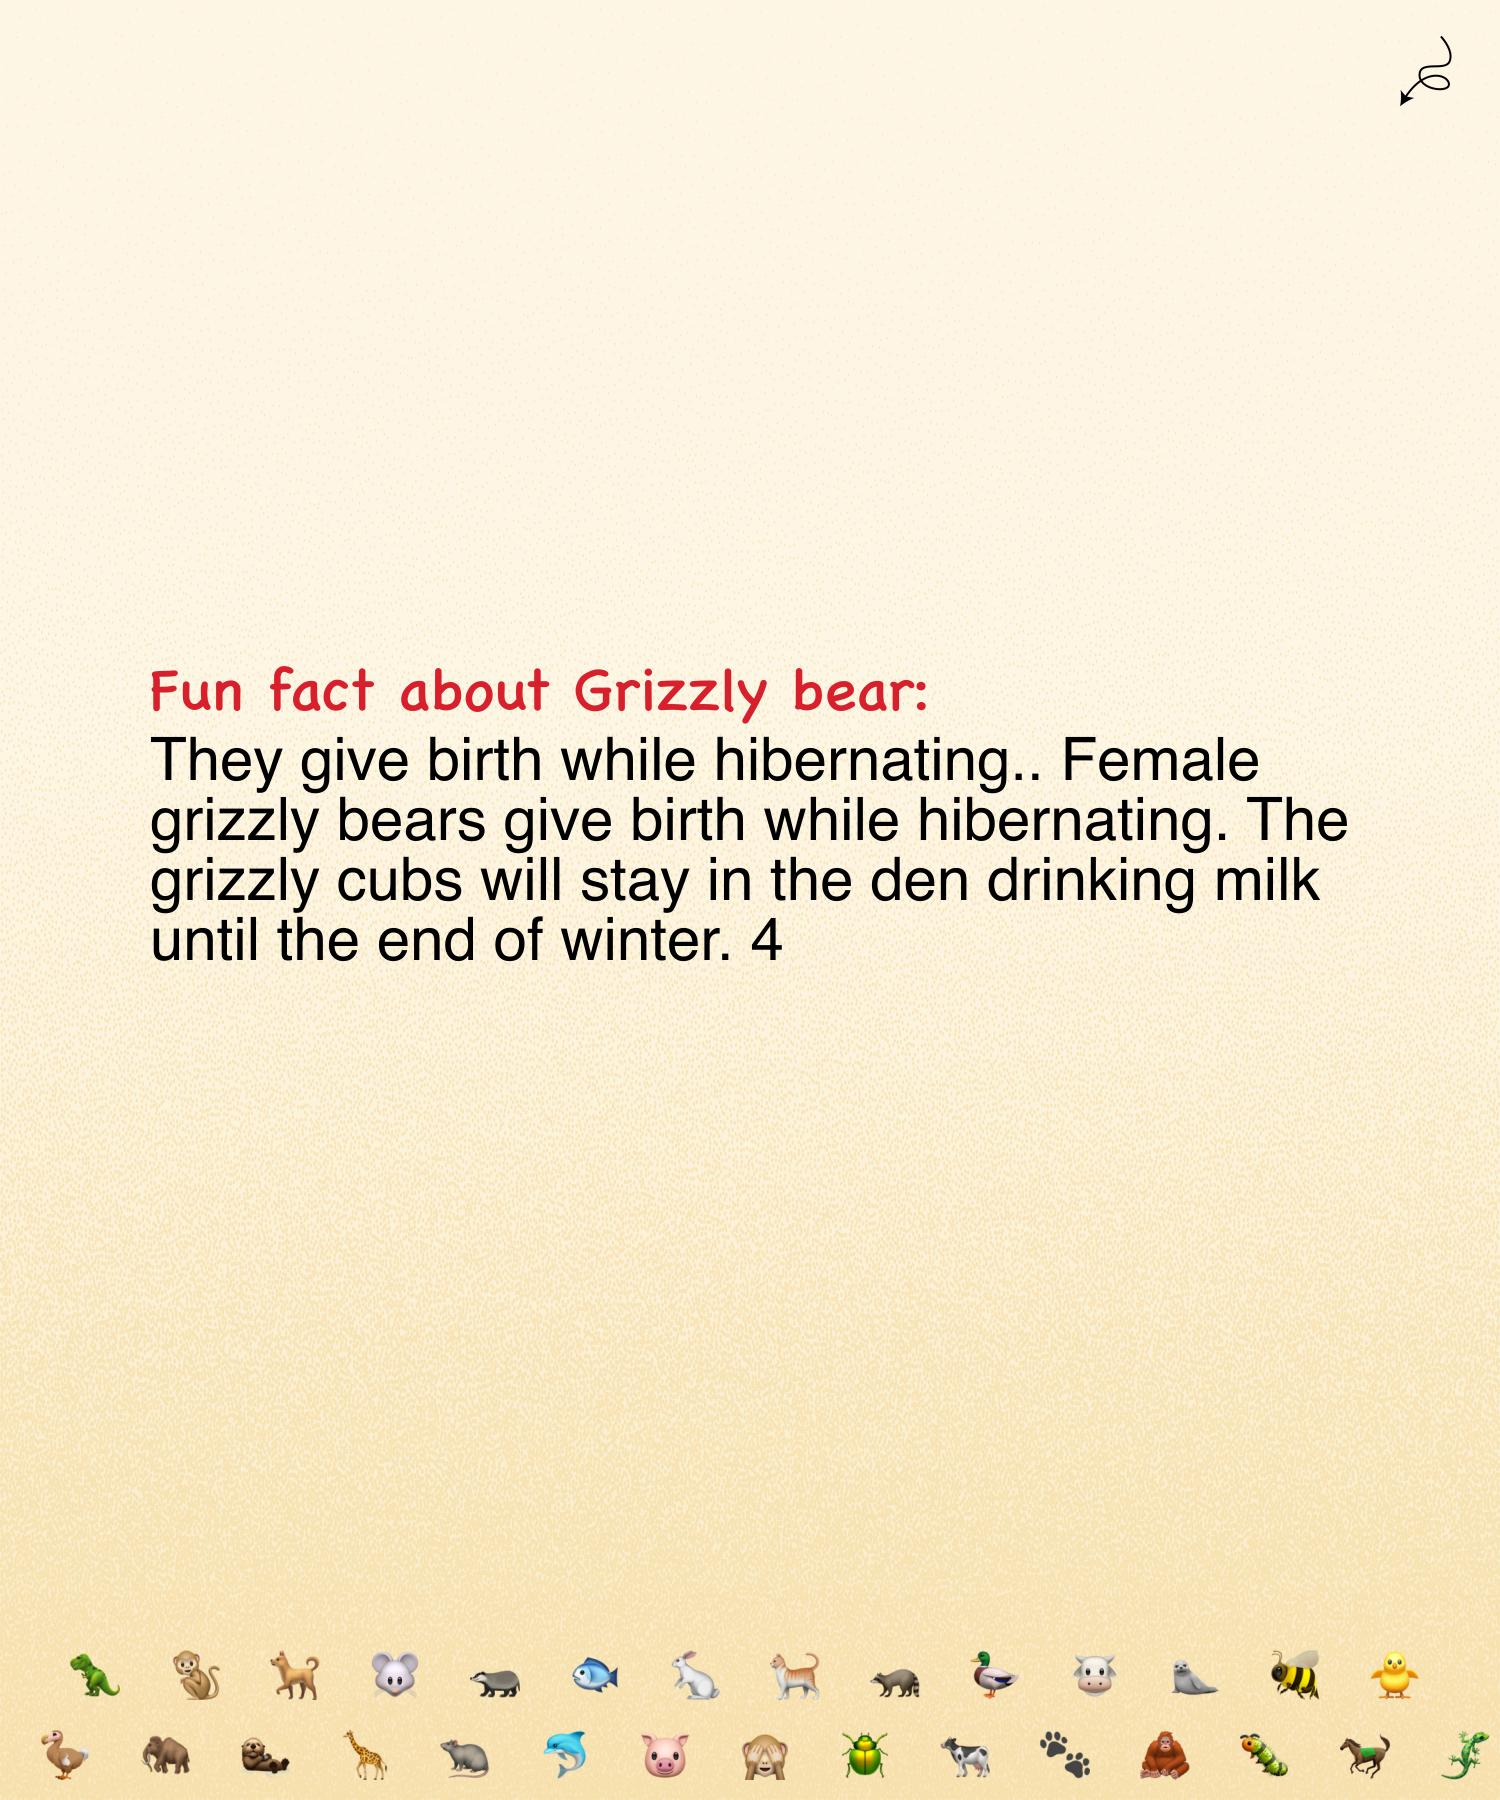 Fun fact about Grizzly bear:
They give birth while hibernating.. Female
grizzly bears give birth while hibernating. The
grizzly cubs will stay in the den drinking milk
until the end of winter. 4